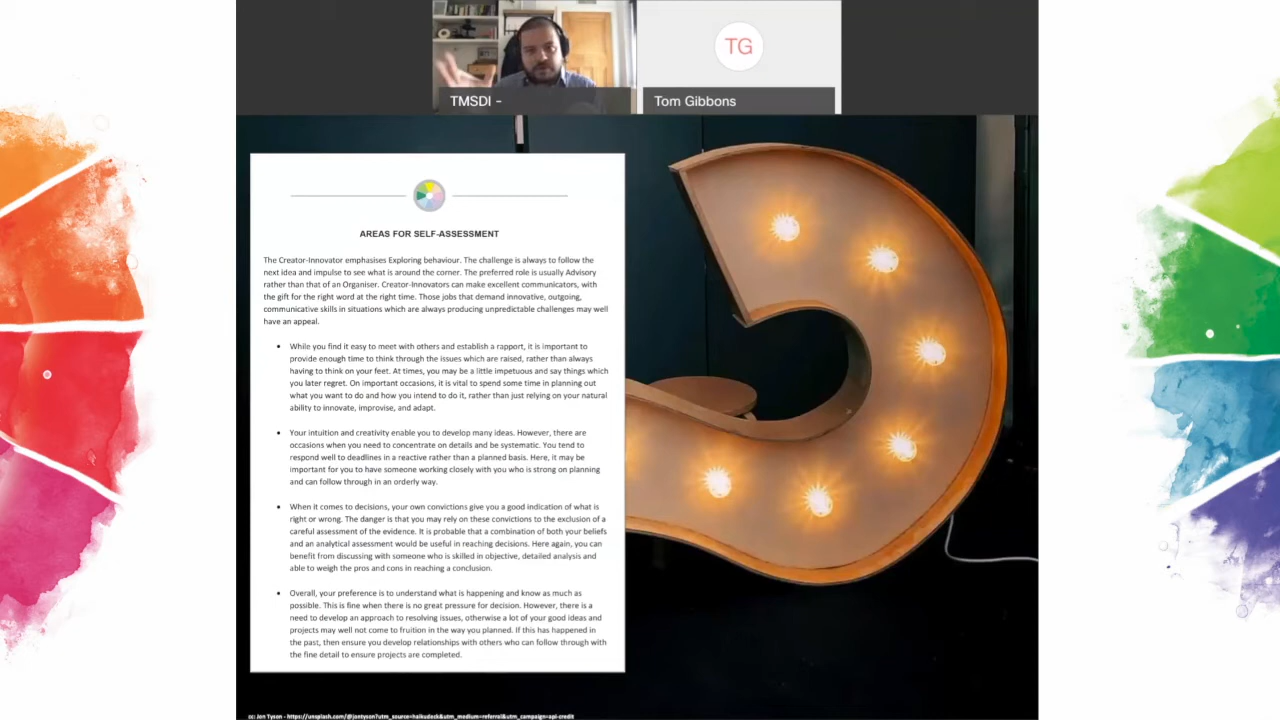 TG
TMSDI -
Tom Gibbons
AREAS FOR SELF-ASSESSMENT
The Creator-Innovator emphasises Exploring behaviour. The challenge is always to follow the
next idea and impulse to see what is around the corner. The preferred role is usually Advisory
rather than that of an Organiser. Creator-Innovators can make excellent communicators, with
the gift for the right word at the right time. Those jobs that demand innovative, outgoing,
communicative skills in situations which are always producing unpredictable challenges may well
have an appeal.
• While you find it easy to meet with others and establish a rapport, it is important to
provide enough time to think through the issues which are raised, rather than always
having to think on your feet. At times, you may be a little impetuous and say things which
you later regret. On important occasions, it is vital to spend some time in planning out
what you want to do and how you intend to do it, rather than just relying on your natural
ability to innovate, improvise, and adapt.
• Your intuition and creativity enable you to develop many ideas. However, there are
occasions when you need to concentrate on details and be systematic. You tend to
respond well to deadlines in a reactive rather than a planned basis. Here, it may be
important for you to have someone working closely with you who is strong on planning
and can follow through in an orderly way.
• When it comes to decisions, your own convictions give you a good indication of what is
right or wrong. The danger is that you may rely on these convictions to the exclusion of a
careful assessment of the evidence. It is probable that a combination of both your beliefs
and an analytical assessment would be useful in reaching decisions. Here again, you can
benefit from discussing with someone who is skilled in objective, detailed analysis and
able to weigh the pros and cons in reaching a conclusion.
• Overall, your preference is to understand what is happening and know as much as
possible. This is fine when there is no great pressure for decision. However, there is a
need to develop an approach to resolving issues, otherwise a lot of your good ideas and
projects may well not come to fruition in the way you planned. If this has happened in
the past, then ensure you develop relationships with others who can follow through with
the fine detail to ensure projects are completed.
cc: Jon Tyson - https://unsplash.com/@jontyson?utm_source=haikudeck&utm_medium=referral&utm_campaign=api-credit